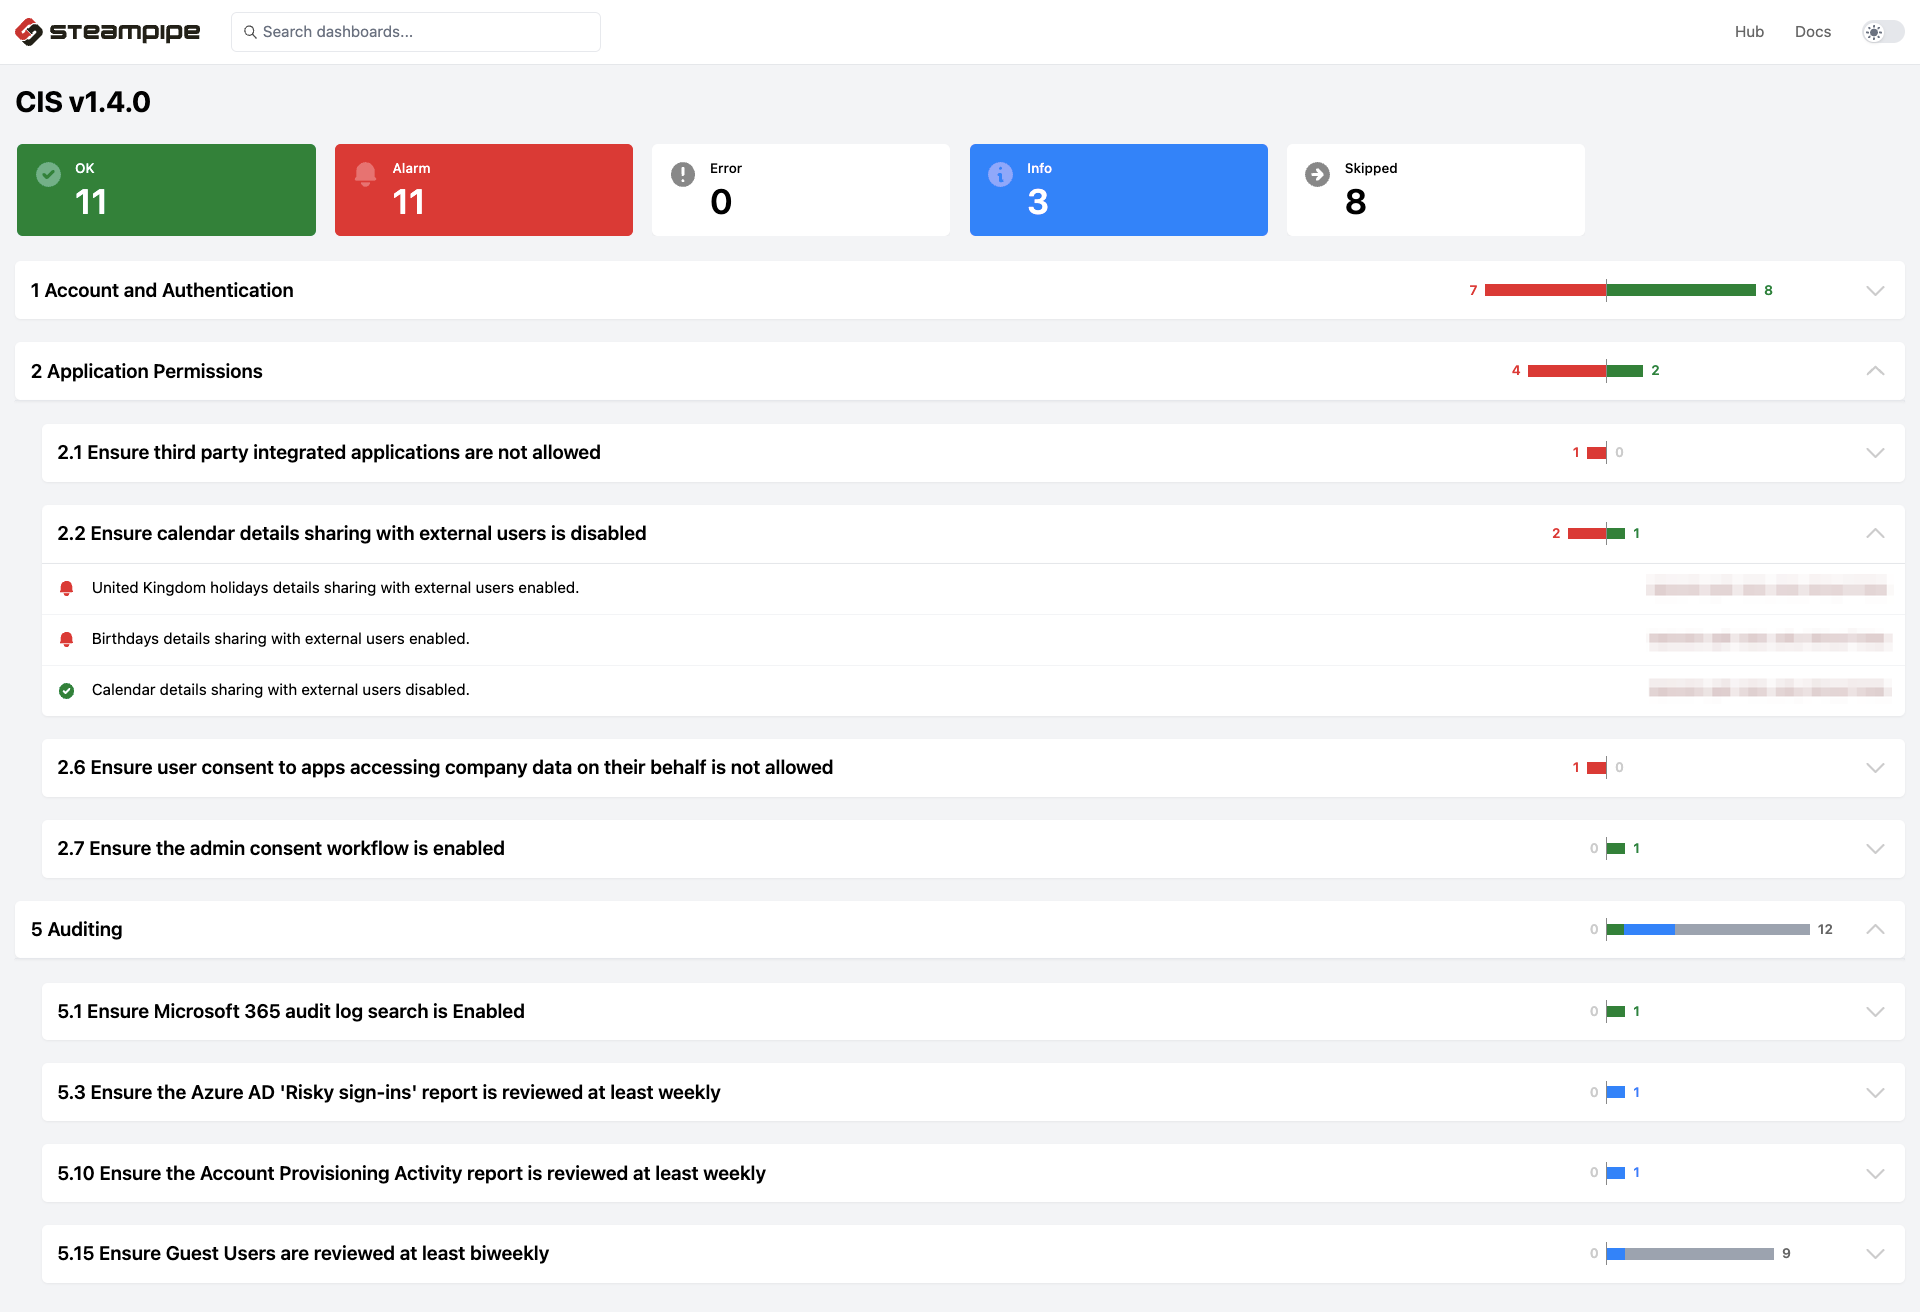 steampipe
Search dashboards...
Hub
Docs
CIS v1.4.0
OK
11
Alarm
11
Error
0
Info
3
Skipped
8
1 Account and Authentication
7
8
2 Application Permissions
4
2
2.1 Ensure third party integrated applications are not allowed
1
0
2.2 Ensure calendar details sharing with external users is disabled
2
1
United Kingdom holidays details sharing with external users enabled.
Birthdays details sharing with external users enabled.
Calendar details sharing with external users disabled.
2.6 Ensure user consent to apps accessing company data on their behalf is not allowed
1
0
2.7 Ensure the admin consent workflow is enabled
0
1
5 Auditing
0
12
5.1 Ensure Microsoft 365 audit log search is Enabled
0
1
5.3 Ensure the Azure AD 'Risky sign-ins' report is reviewed at least weekly
0
1
5.10 Ensure the Account Provisioning Activity report is reviewed at least weekly
0
1
5.15 Ensure Guest Users are reviewed at least biweekly
0
9